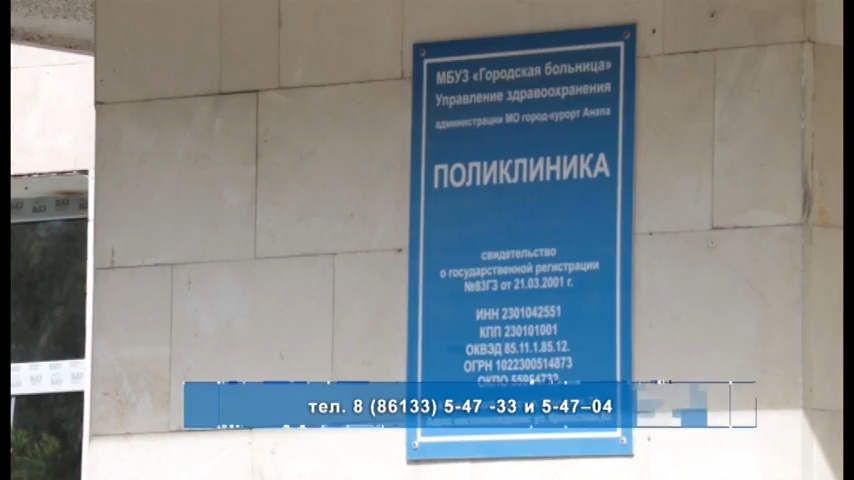 МБУЗ «Городская больница»
Управление здравоохранения
администрации МО город-курорт Анапа
ПОЛИКЛИНИКА
свидетельство
о государственной регистрации
№83ГЗ от 21.03.2001 г.
ИНН 2301042551
КПП 230101001
ОКВЭД 85.11.1.85.12.
ОГРН 1022300514873
ОКПО
тел. 8 (86133) 5-47 -33 и 5-47–04